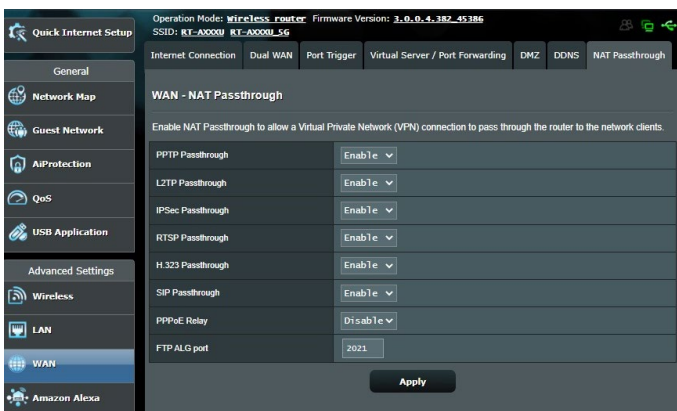 Quick Internet Setup
General
Network Map
Guest Network
AiProtection
QoS
USB Application
Advanced Settings
Wireless
LAN
WAN
Amazon Alexa
Operation Mode: Wireless router Firmware Version: 3.0.0.4.382_45386
SSID: RT-AXXXU RT-AXXXU_5G
Internet Connection Dual WAN Port Trigger Virtual Server / Port Forwarding DMZ DDNS NAT Passthrough
WAN - NAT Passthrough
Enable NAT Passthrough to allow a Virtual Private Network (VPN) connection to pass through the router to the network clients.
PPTP Passthrough Enable
L2TP Passthrough Enable
IPSec Passthrough Enable
RTSP Passthrough Enable
H.323 Passthrough Enable
SIP Passthrough Enable
PPPoE Relay Disable
FTP ALG port 2021
Apply